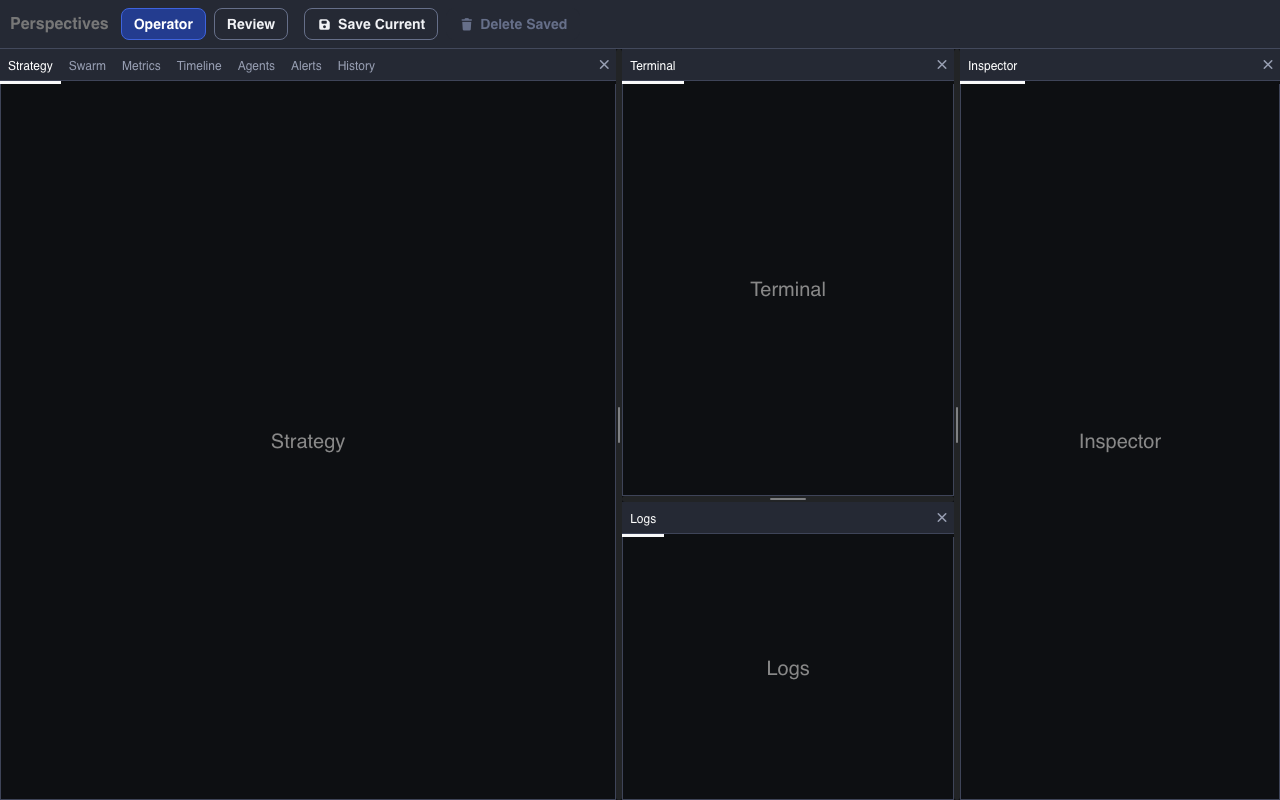 Perspectives Operator Review Save Current Delete Saved
Strategy Swarm Metrics Timeline Agents Alerts History
Strategy
Terminal
Terminal
Logs
Logs
Inspector
Inspector